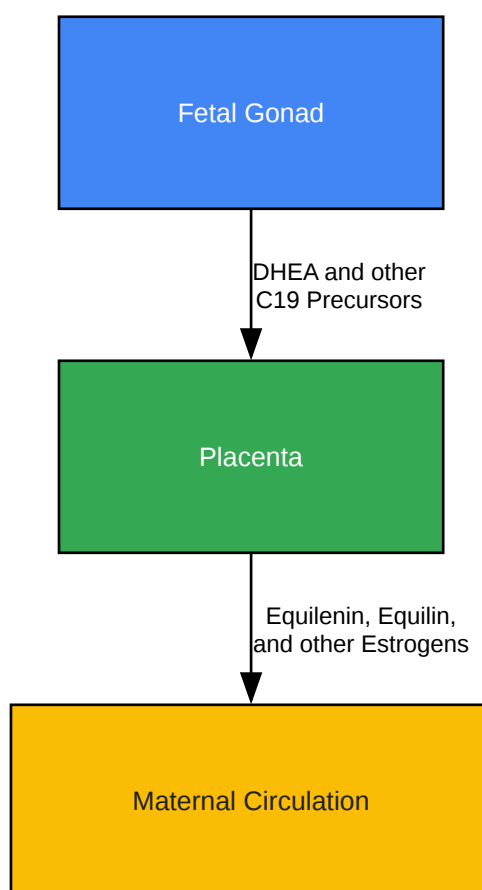 Fetal Gonad
DHEA and other
C19 Precursors
Placenta
Equilenin, Equilin,
and other Estrogens
Maternal Circulation